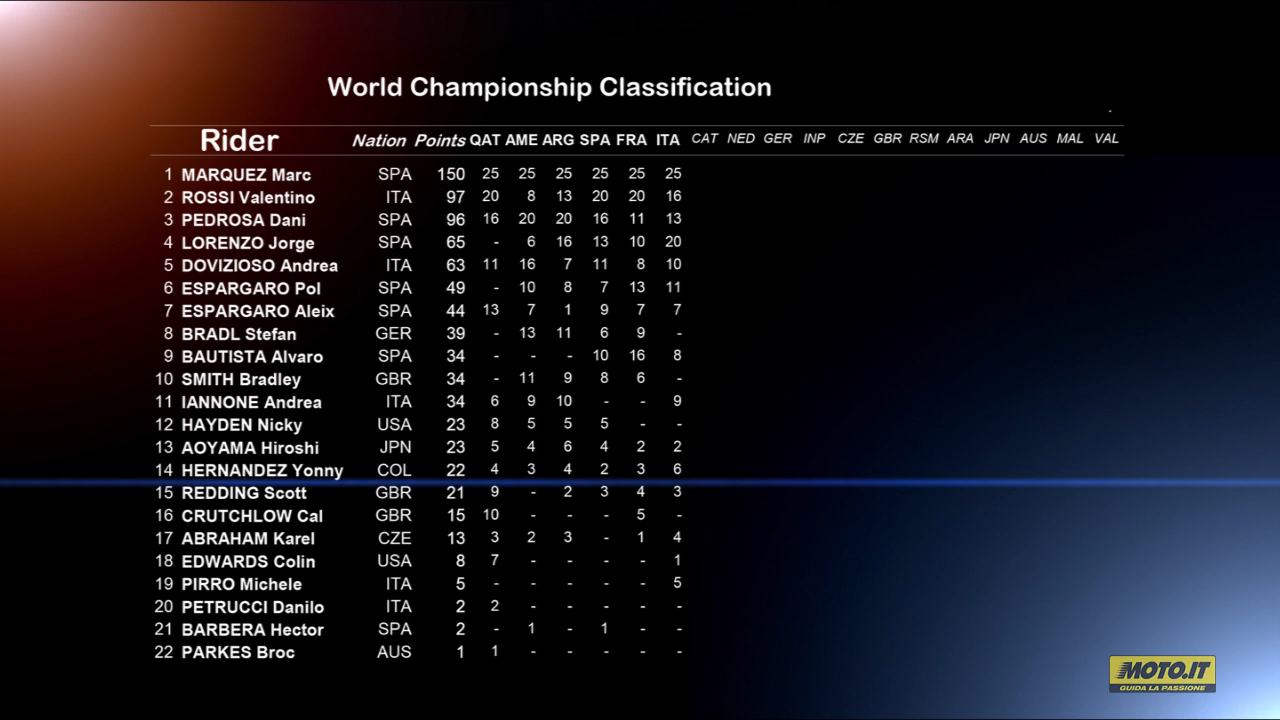 World Championship Classification
Rider Nation Points QAT AME ARG SPA FRA ITA CAT NED GER INP CZE GBR RSM ARA JPN AUS MAL VAL
1 MARQUEZ Marc SPA 150 25 25 25 25 25 25
2 ROSSI Valentino ITA 97 20 8 13 20 20 16
3 PEDROSA Dani SPA 96 16 20 20 16 11 13
4 LORENZO Jorge SPA 65 - 6 16 13 10 20
5 DOVIZIOSO Andrea ITA 63 11 16 7 11 8 10
6 ESPARGARO Pol SPA 49 - 10 8 7 13 11
7 ESPARGARO Aleix SPA 44 13 7 1 9 7 7
8 BRADL Stefan GER 39 - 13 11 6 9 -
9 BAUTISTA Alvaro SPA 34 - - - 10 16 8
10 SMITH Bradley GBR 34 - 11 9 8 6 -
11 IANNONE Andrea ITA 34 6 9 10 - - 9
12 HAYDEN Nicky USA 23 8 5 5 5 - -
13 AOYAMA Hiroshi JPN 23 5 4 6 4 2 2
14 HERNANDEZ Yonny COL 22 4 3 4 2 3 6
15 REDDING Scott GBR 21 9 - 2 3 4 3
16 CRUTCHLOW Cal GBR 15 10 - - - 5 -
17 ABRAHAM Karel CZE 13 3 2 3 - 1 4
18 EDWARDS Colin USA 8 7 - - - - 1
19 PIRRO Michele ITA 5 - - - - - 5
20 PETRUCCI Danilo ITA 2 2 - - - - -
21 BARBERA Hector SPA 2 - 1 - 1 - -
22 PARKES Broc AUS 1 1 - - - - -
MOTO.IT
GUIDA LA PASSIONE